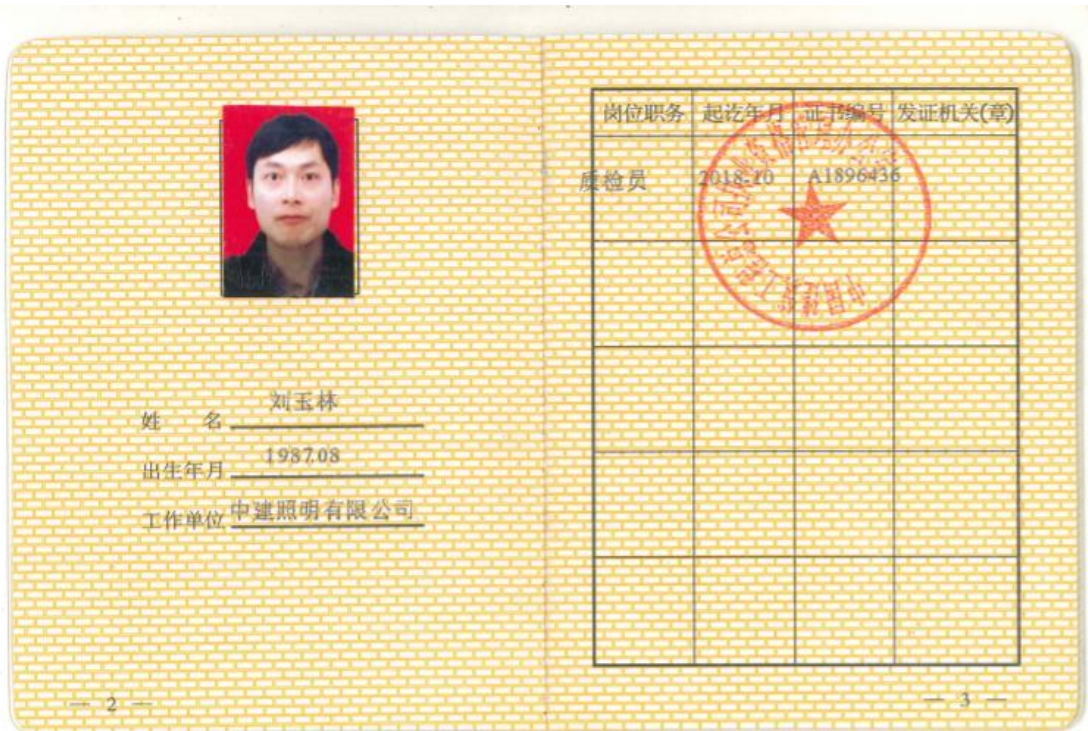 姓 名 刘玉林
出生年月 1987.08
工作单位 中建照明有限公司
— 2 —
岗位职务 起讫年月 证书编号 发证机关(章)
质检员 2018-10 A1896436
— 3 —